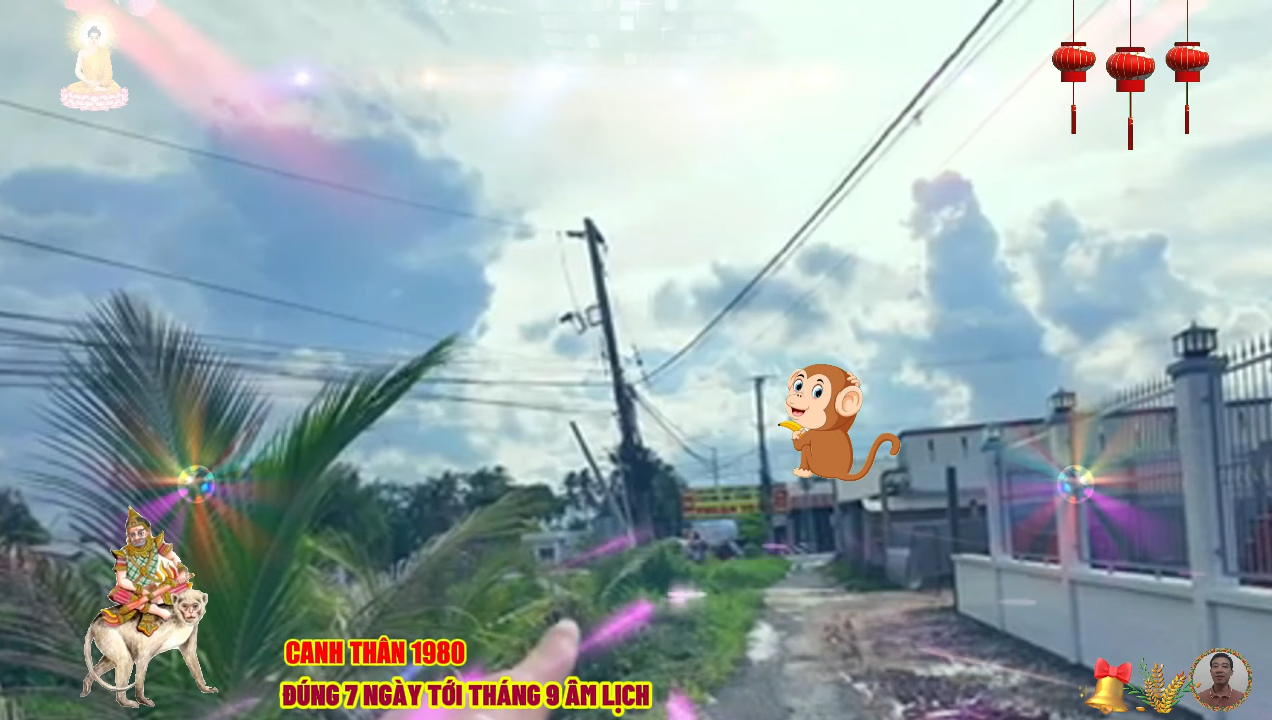 CANH THÂN 1980
ĐÚNG 7 NGÀY TỚI THÁNG 9 ÂM LỊCH